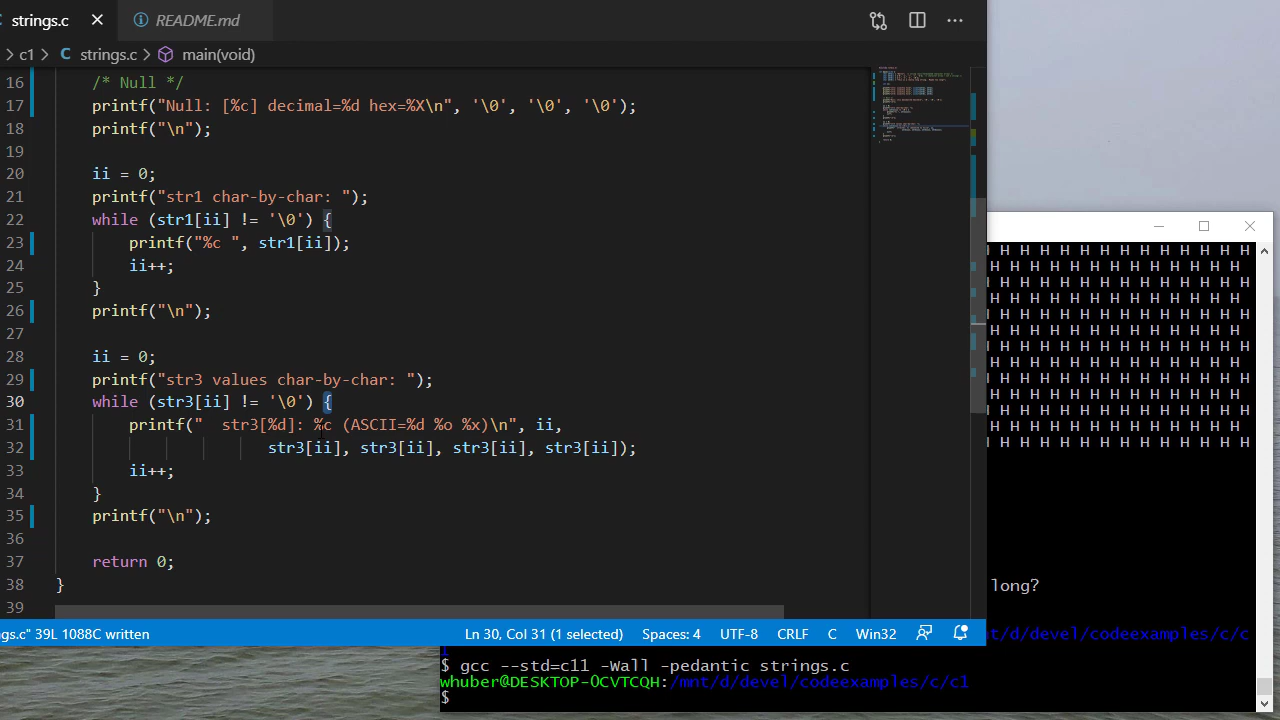 strings.c
README.md
c1 > C strings.c > main(void)
16 /* Null */
17 printf("Null: [%c] decimal=%d hex=%X\n", '\0', '\0', '\0');
18 printf("\n");
19
20 ii = 0;
21 printf("str1 char-by-char: ");
22 while (str1[ii] != '\0') {
23 printf("%c ", str1[ii]);
24 ii++;
25 }
26 printf("\n");
27
28 ii = 0;
29 printf("str3 values char-by-char: ");
30 while (str3[ii] != '\0') {
31 printf("  str3[%d]: %c (ASCII=%d %o %x)\n", ii,
32 str3[ii], str3[ii], str3[ii], str3[ii]);
33 ii++;
34 }
35 printf("\n");
36
37 return 0;
38 }
39
gs.c" 39L 1088C written
Ln 30, Col 31 (1 selected)
Spaces: 4
UTF-8
CRLF
C
Win32
H H H H H H H H H H H H H
H H H H H H H H H H H H H
H H H H H H H H H H H H H
H H H H H H H H H H H H H
H H H H H H H H H H H H H
H H H H H H H H H H H H H
H H H H H H H H H H H H H
H H H H H H H H H H H H H
H H H H H H H H H H H H H
H H H H H H H H H H H H H
H H H H H H H H H H H H H
H H H H H H H H H H H H H
H H H H H H H H H H H H H
long?
nt/d/devel/codeexamples/c/c
1
$ gcc --std=c11 -Wall -pedantic strings.c
whuber@DESKTOP-0CVTCQH:/mnt/d/devel/codeexamples/c/c1
$